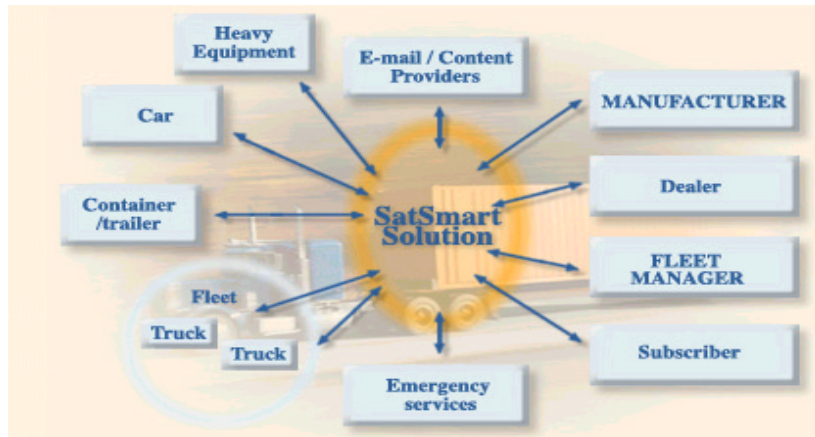 Heavy
Equipment
E-mail / Content
Providers
MANUFACTURER
Car
Dealer
Container
/trailer
SatSmart
Solution
FLEET
MANAGER
Fleet
Truck
Truck
Subscriber
Emergency
services